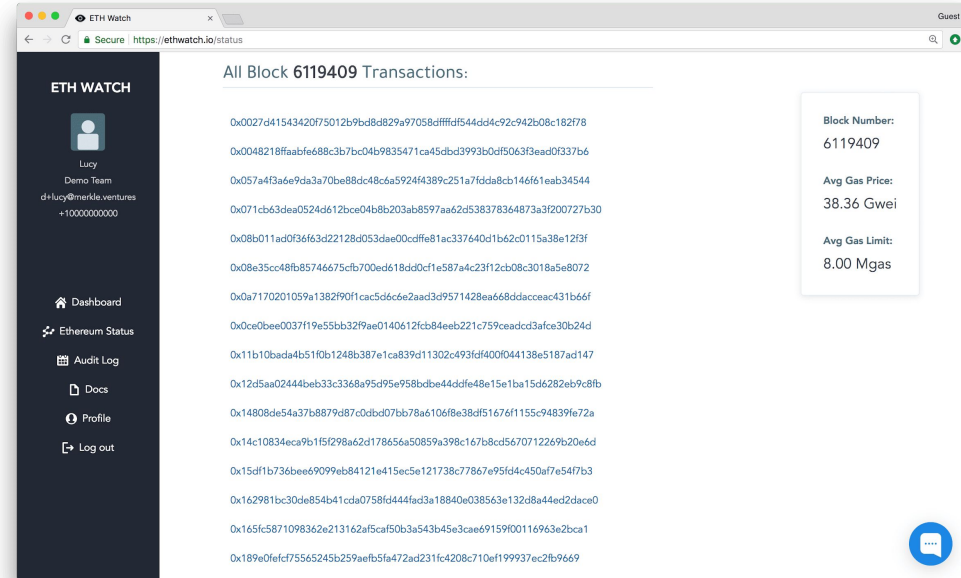 ETH Watch
Guest
Secure | https://ethwatch.io/status
ETH WATCH
Lucy
Demo Team
d+lucy@merkle.ventures
+10000000000
Dashboard
Ethereum Status
Audit Log
Docs
Profile
Log out
All Block 6119409 Transactions:
0x0027d41543420f75012b9bd8d829a97058dffffdf544dd4c92c942b08c182f78
0x0048218ffaabfe688c3b7bc04b9835471ca45dbd3993b0df5063f3ead0f337b6
0x057a4f3a6e9da3a70be88dc48c6a5924f4389c251a7fdda8cb146f61eab34544
0x071cb63dea0524d612bce04b8b203ab8597aa62d538378364873a3f200727b30
0x08b011ad0f36f63d22128d053dae00cdffe81ac337640d1b62c0115a38e12f3f
0x08e35cc48fb85746675cfb700ed618dd0cf1e587a4c23f12cb08c3018a5e8072
0x0a7170201059a1382f90f1cac5d6c6e2aad3d9571428ea668ddacceac431b66f
0x0ce0bee0037f19e55bb32f9ae0140612fcb84eeb221c759ceadcd3afce30b24d
0x11b10bada4b51f0b1248b387e1ca839d11302c493fdf400f044138e5187ad147
0x12d5aa02444beb33c3368a95d95e958bdbe44ddfe48e15e1ba15d6282eb9c8fb
0x14808de54a37b8879d87c0dbd07bb78a6106f8e38df51676f1155c94839fe72a
0x14c10834eca9b1f5f298a62d178656a50859a398c167b8cd5670712269b20e6d
0x15df1b736bee69099eb84121e415ec5e121738c77867e95fd4c450af7e54f7b3
0x162981bc30de854b41cda0758fd444fad3a18840e038563e132d8a44ed2dace0
0x165fc5871098362e213162af5caf50b3a543b45e3cae69159f00116963e2bca1
0x189e0fefcf75565245b259aefb5fa472ad231fc4208c710ef199937ec2fb9669
Block Number:
6119409
Avg Gas Price:
38.36 Gwei
Avg Gas Limit:
8.00 Mgas